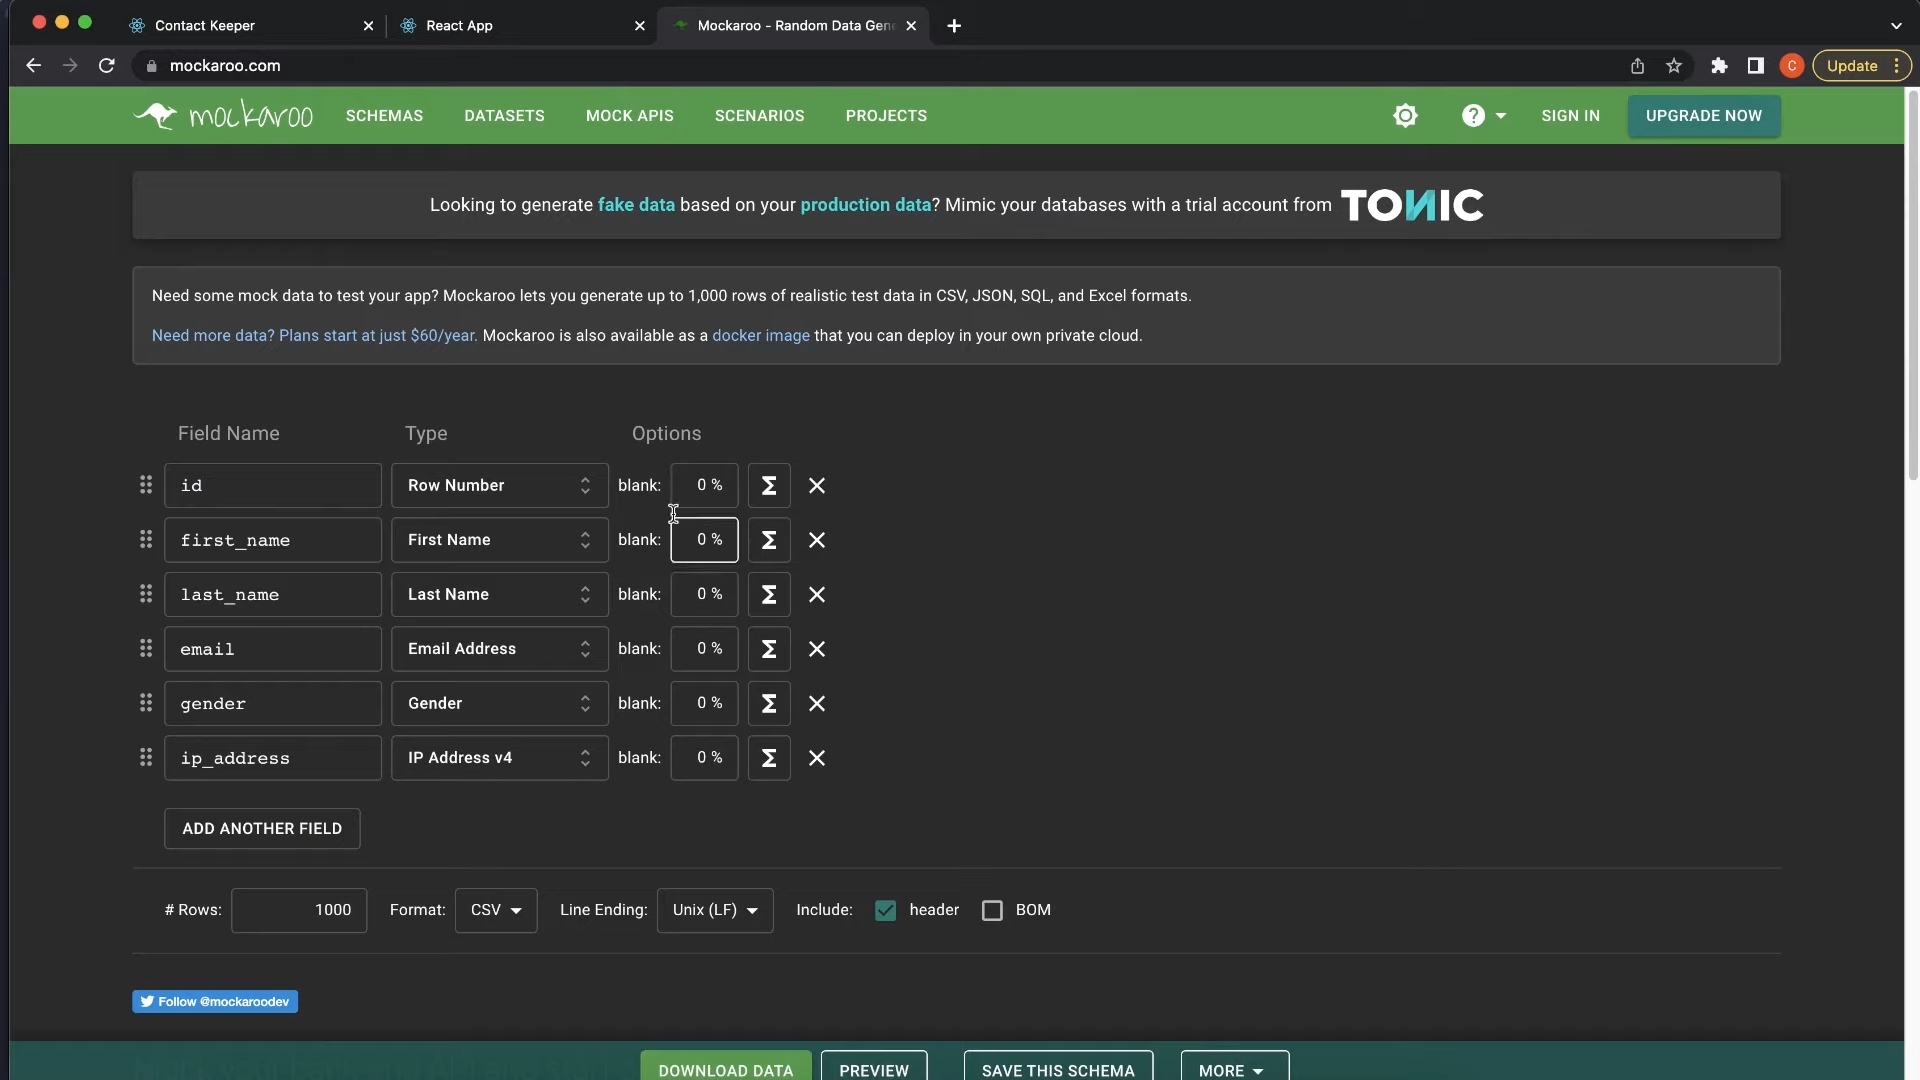 Contact Keeper
React App
Mockaroo - Random Data Gen
mockaroo.com
C
Update
mockaroo
SCHEMAS
DATASETS
MOCK APIS
SCENARIOS
PROJECTS
?
SIGN IN
UPGRADE NOW
Looking to generate fake data based on your production data? Mimic your databases with a trial account from TONIC
Need some mock data to test your app? Mockaroo lets you generate up to 1,000 rows of realistic test data in CSV, JSON, SQL, and Excel formats.
Need more data? Plans start at just $60/year. Mockaroo is also available as a docker image that you can deploy in your own private cloud.
Field Name Type Options
id Row Number blank: 0 % Σ
first_name First Name blank: 0 % Σ
last_name Last Name blank: 0 % Σ
email Email Address blank: 0 % Σ
gender Gender blank: 0 % Σ
ip_address IP Address v4 blank: 0 % Σ
ADD ANOTHER FIELD
# Rows: 1000 Format: CSV Line Ending: Unix (LF) Include: header BOM
Follow @mockaroodev
DOWNLOAD DATA
PREVIEW
SAVE THIS SCHEMA
MORE